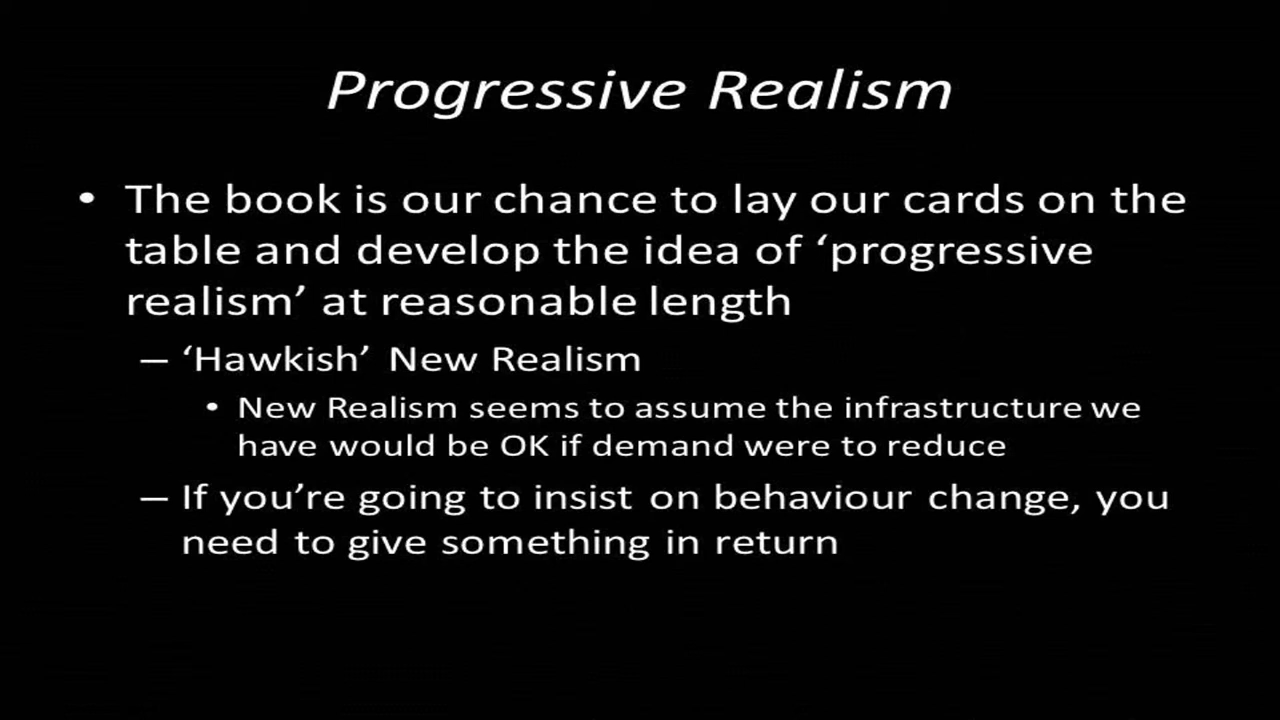 Progressive Realism
• The book is our chance to lay our cards on the
table and develop the idea of ‘progressive
realism’ at reasonable length
– ‘Hawkish’ New Realism
• New Realism seems to assume the infrastructure we
have would be OK if demand were to reduce
– If you’re going to insist on behaviour change, you
need to give something in return